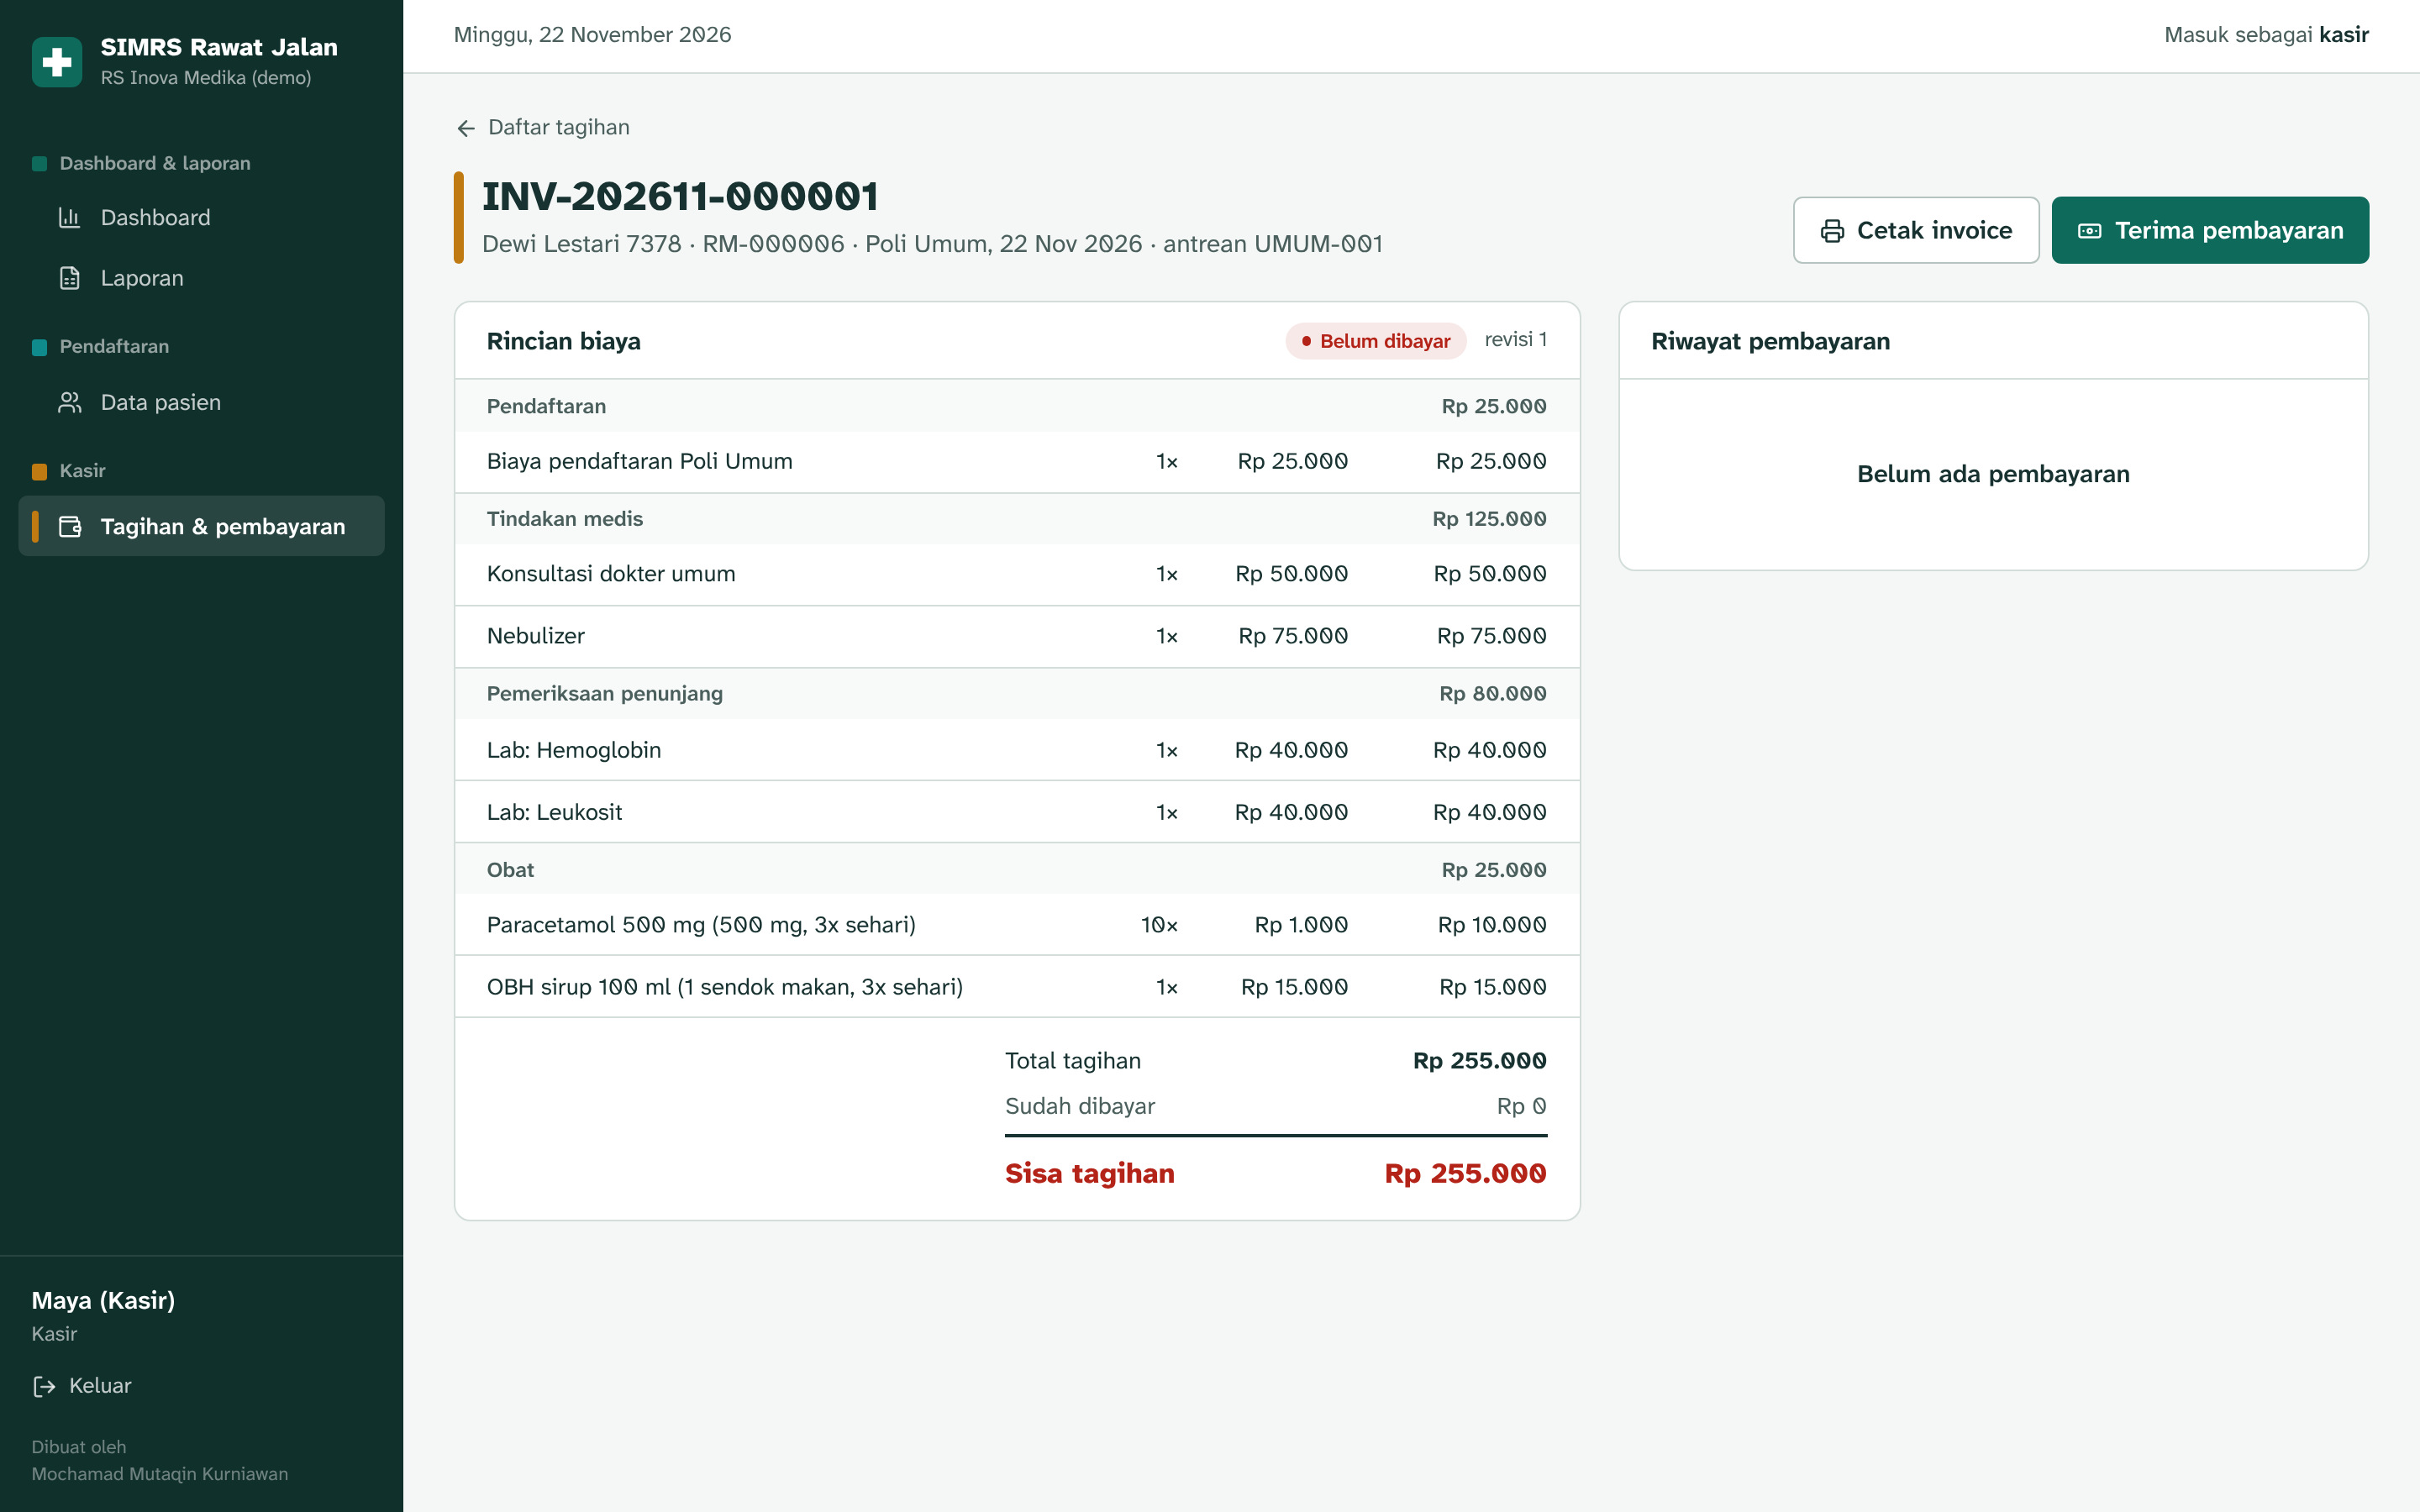 SIMRS Rawat Jalan
RS Inova Medika (demo)
Dashboard & laporan
Dashboard
Laporan
Pendaftaran
Data pasien
Kasir
Tagihan & pembayaran
Maya (Kasir)
Kasir
Keluar
Dibuat oleh
Mochamad Mutaqin Kurniawan
Minggu, 22 November 2026
Masuk sebagai kasir
Daftar tagihan
INV-202611-000001
Dewi Lestari 7378 · RM-000006 · Poli Umum, 22 Nov 2026 · antrean UMUM-001
Cetak invoice
Terima pembayaran
Rincian biaya Belum dibayar revisi 1
Pendaftaran Rp 25.000
Biaya pendaftaran Poli Umum 1× Rp 25.000 Rp 25.000
Tindakan medis Rp 125.000
Konsultasi dokter umum 1× Rp 50.000 Rp 50.000
Nebulizer 1× Rp 75.000 Rp 75.000
Pemeriksaan penunjang Rp 80.000
Lab: Hemoglobin 1× Rp 40.000 Rp 40.000
Lab: Leukosit 1× Rp 40.000 Rp 40.000
Obat Rp 25.000
Paracetamol 500 mg (500 mg, 3x sehari) 10× Rp 1.000 Rp 10.000
OBH sirup 100 ml (1 sendok makan, 3x sehari) 1× Rp 15.000 Rp 15.000
Total tagihan Rp 255.000
Sudah dibayar Rp 0
Sisa tagihan Rp 255.000
Riwayat pembayaran
Belum ada pembayaran